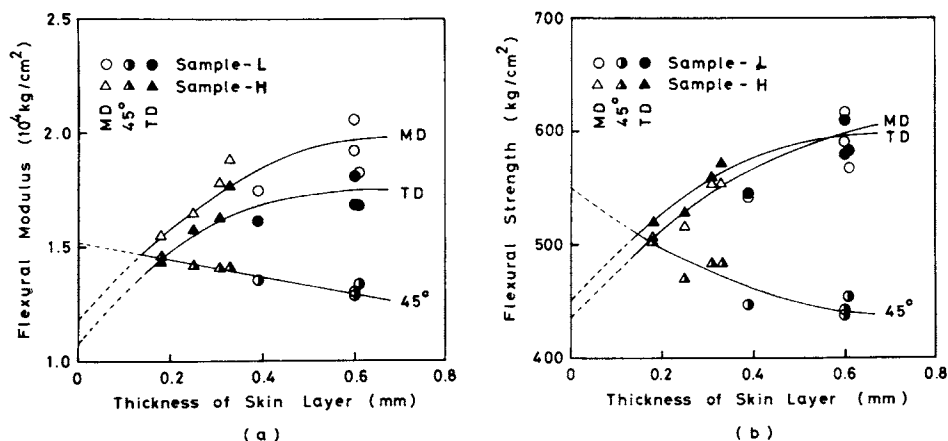 Flexural Modulus (10⁴kg/cm²)
2.5
2.0
1.5
1.0
○ ◑ ● Sample-L
△ ◮ ▲ Sample-H
MD 45° TD
MD
TD
45°
0 0.2 0.4 0.6 0.8
Thickness of Skin Layer (mm)
(a)
Flexural Strength (kg/cm²)
700
600
500
400
○ ◑ ● Sample-L
△ ◮ ▲ Sample-H
MD 45° TD
MD
TD
45°
0 0.2 0.4 0.6 0.8
Thickness of Skin Layer (mm)
(b)